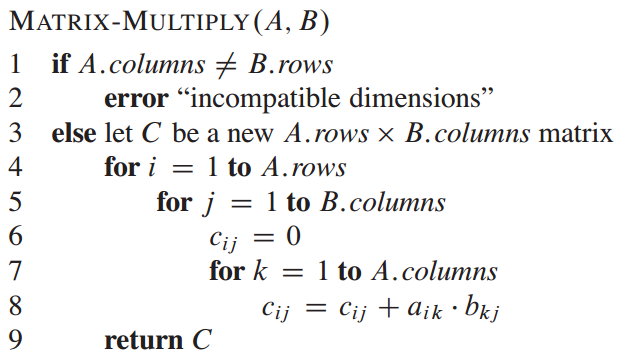 MATRIX-MULTIPLY(A, B)
1 if A.columns ≠ B.rows
2 error “incompatible dimensions”
3 else let C be a new A.rows × B.columns matrix
4 for i = 1 to A.rows
5 for j = 1 to B.columns
6 cij = 0
7 for k = 1 to A.columns
8 cij = cij + aik · bkj
9 return C